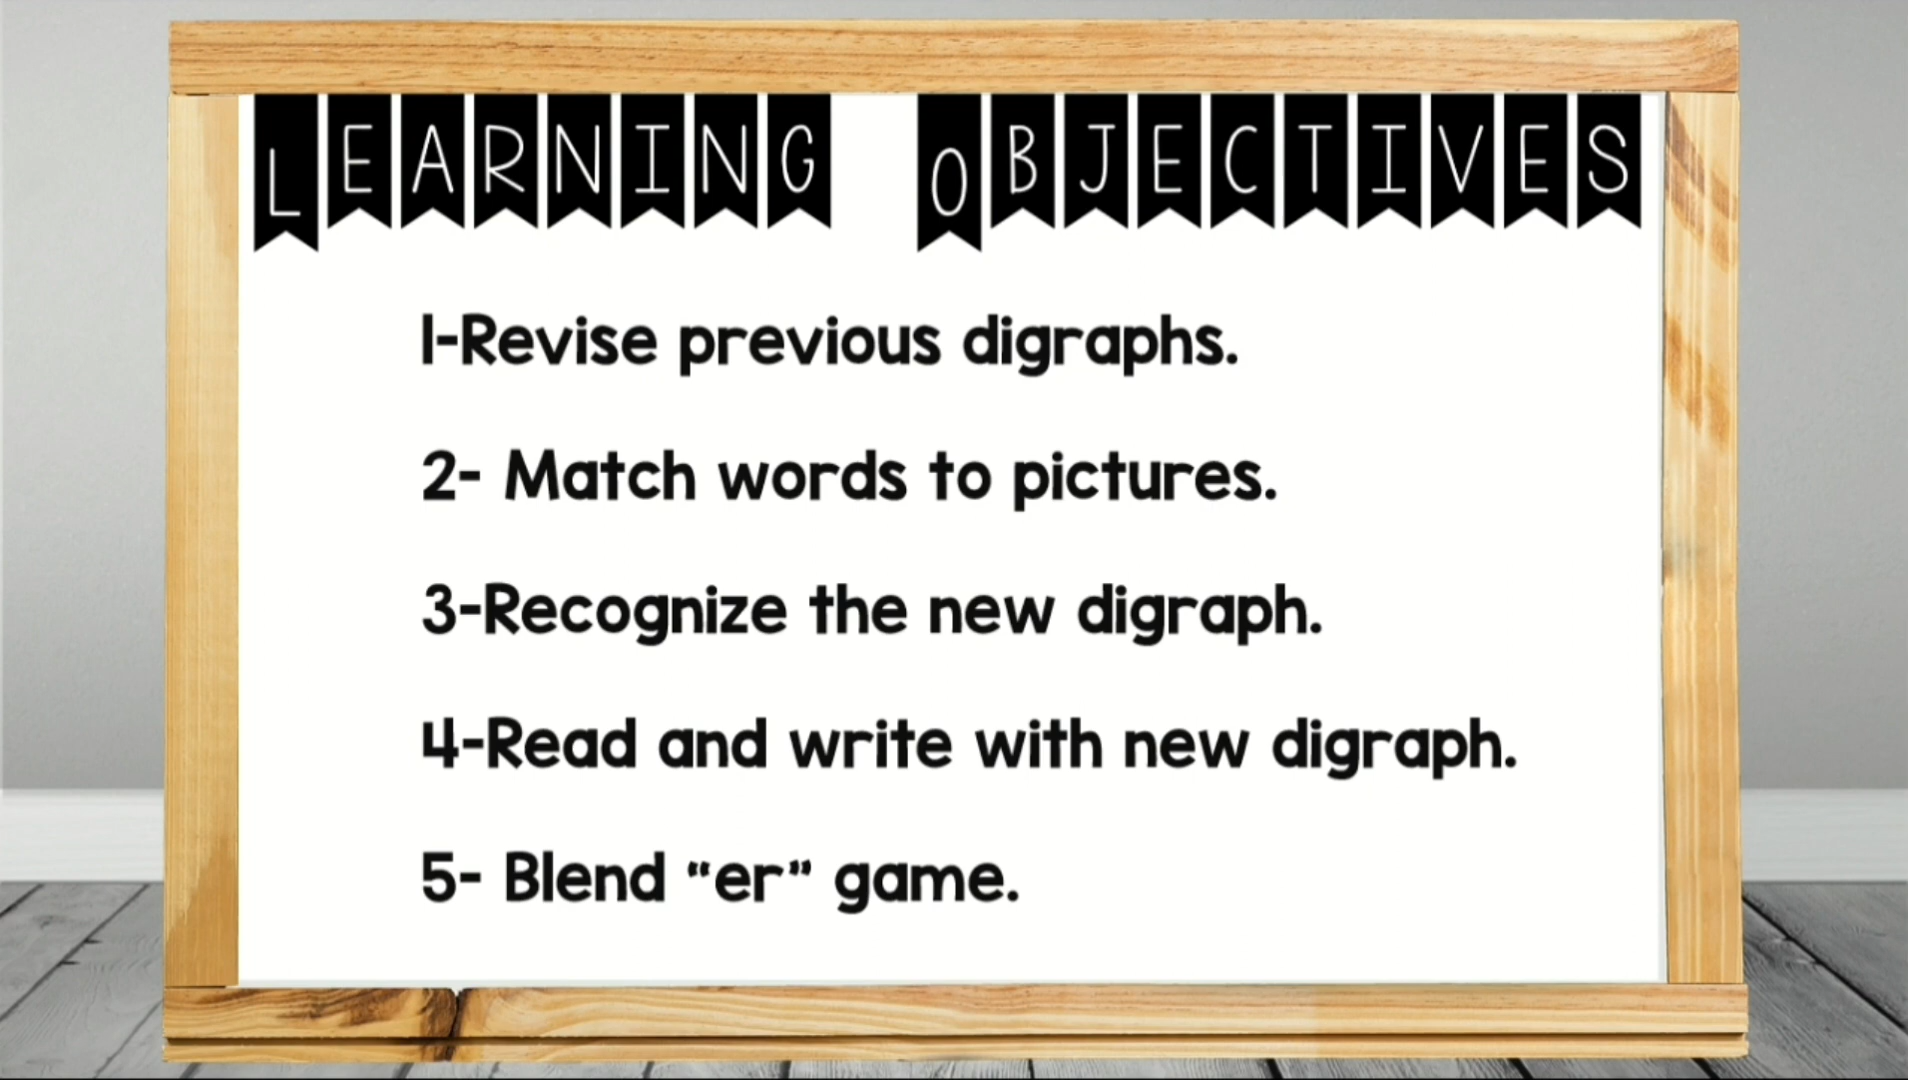 LEARNING OBJECTIVES
1-Revise previous digraphs.
2- Match words to pictures.
3-Recognize the new digraph.
4-Read and write with new digraph.
5- Blend “er” game.